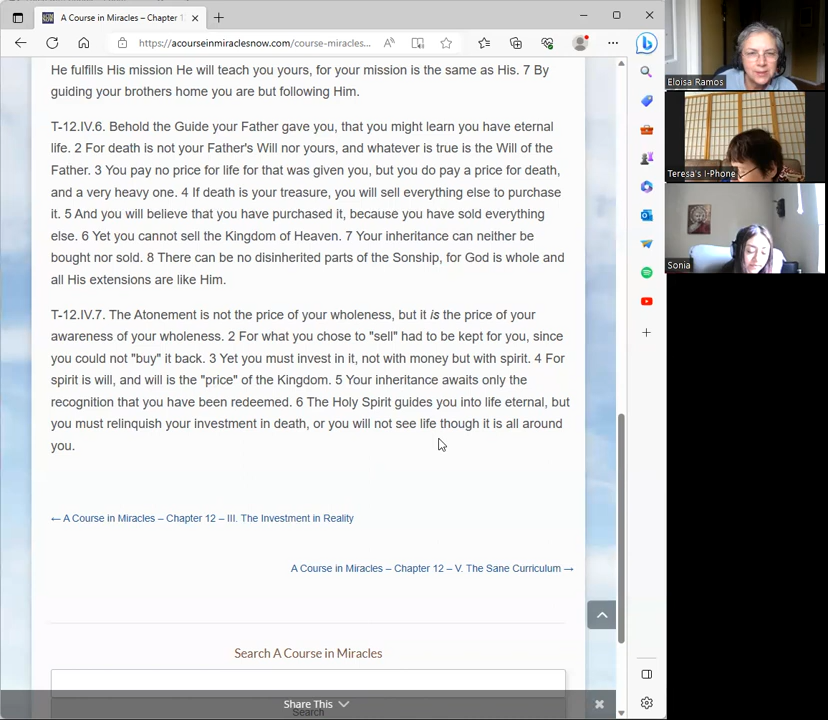 A Course in Miracles – Chapter 12
https://acourseinmiraclesnow.com/course-miracles...
He fulfills His mission He will teach you yours, for your mission is the same as His. 7 By
guiding your brothers home you are but following Him.
T-12.IV.6. Behold the Guide your Father gave you, that you might learn you have eternal
life. 2 For death is not your Father's Will nor yours, and whatever is true is the Will of the
Father. 3 You pay no price for life for that was given you, but you do pay a price for death,
and a very heavy one. 4 If death is your treasure, you will sell everything else to purchase
it. 5 And you will believe that you have purchased it, because you have sold everything
else. 6 Yet you cannot sell the Kingdom of Heaven. 7 Your inheritance can neither be
bought nor sold. 8 There can be no disinherited parts of the Sonship, for God is whole and
all His extensions are like Him.
T-12.IV.7. The Atonement is not the price of your wholeness, but it is the price of your
awareness of your wholeness. 2 For what you chose to "sell" had to be kept for you, since
you could not "buy" it back. 3 Yet you must invest in it, not with money but with spirit. 4 For
spirit is will, and will is the "price" of the Kingdom. 5 Your inheritance awaits only the
recognition that you have been redeemed. 6 The Holy Spirit guides you into life eternal, but
you must relinquish your investment in death, or you will not see life though it is all around
you.
← A Course in Miracles – Chapter 12 – III. The Investment in Reality
A Course in Miracles – Chapter 12 – V. The Sane Curriculum →
Search A Course in Miracles
Share This
Search
Eloisa Ramos
Teresa's I-Phone
Sonia